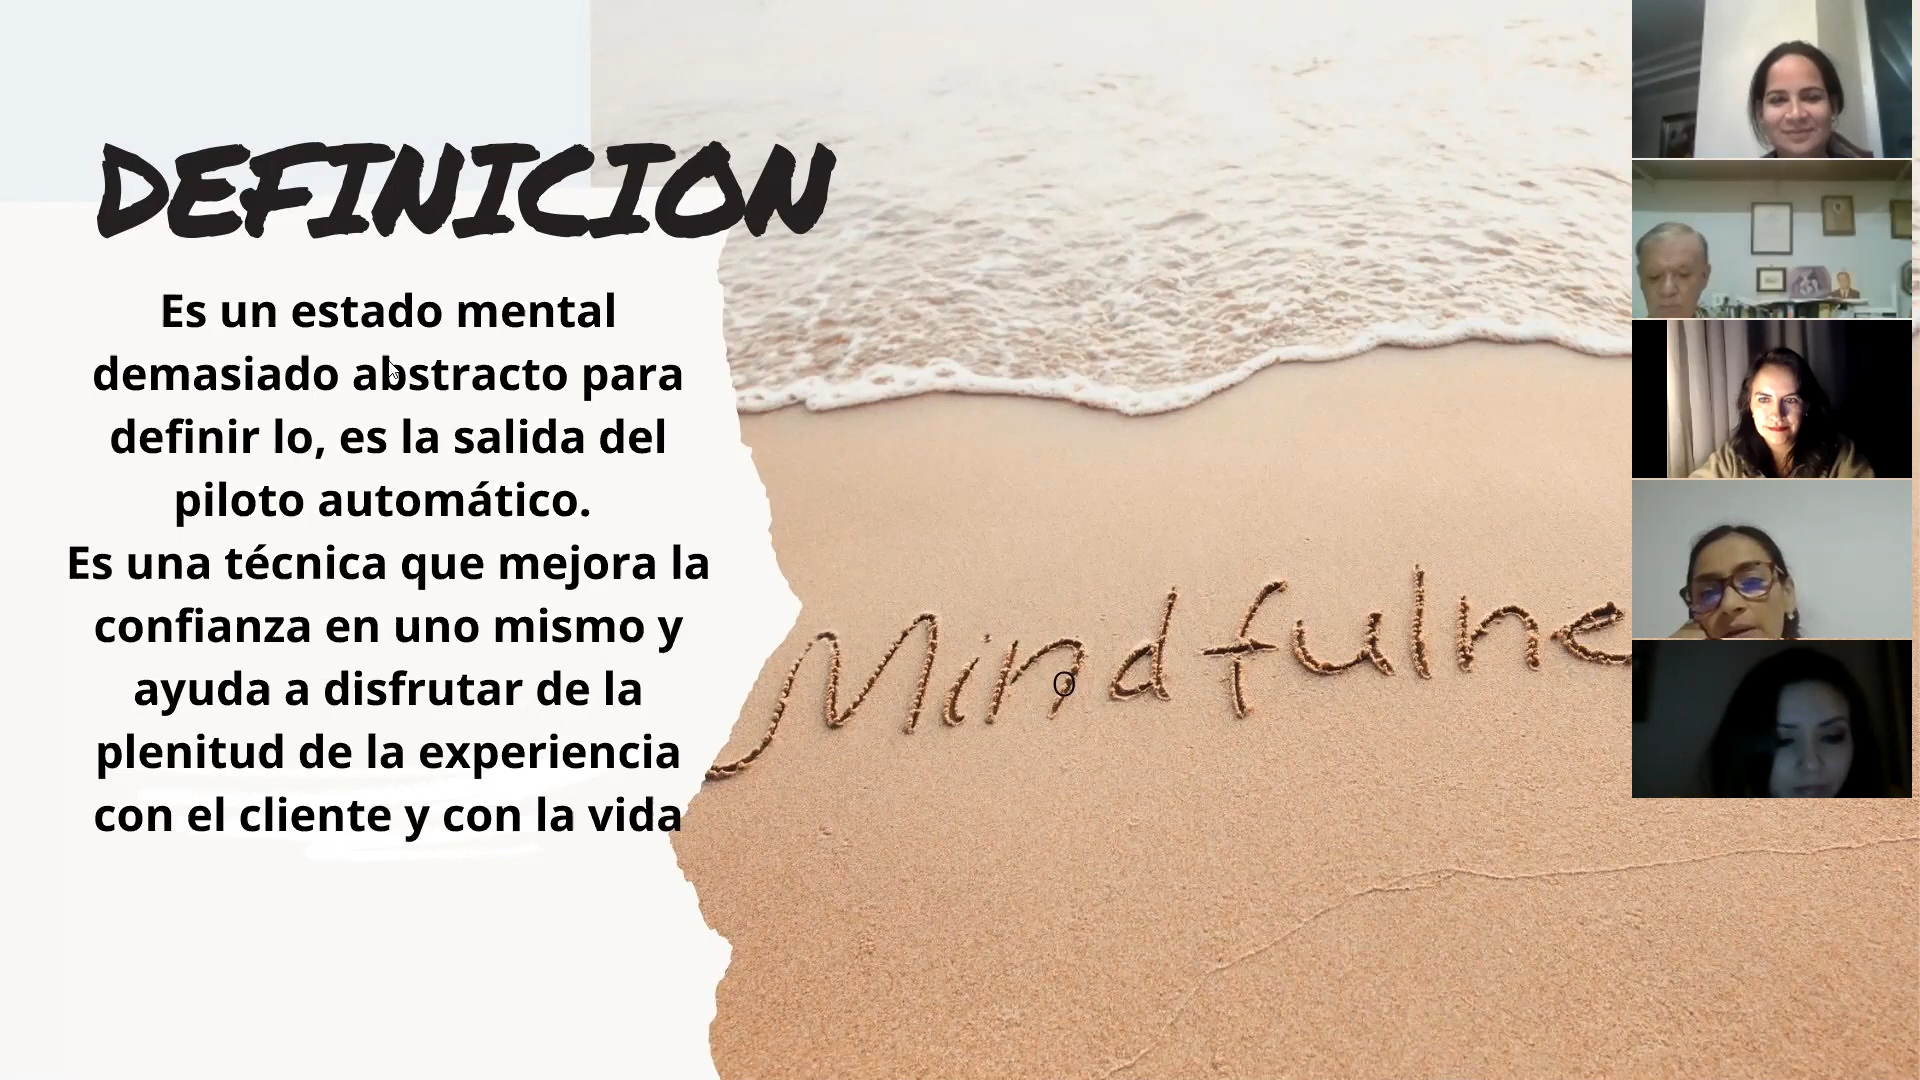 DEFINICION
Es un estado mental
demasiado abstracto para
definir lo, es la salida del
piloto automático.
Es una técnica que mejora la
confianza en uno mismo y
ayuda a disfrutar de la
plenitud de la experiencia
con el cliente y con la vida
Mindfulne
O